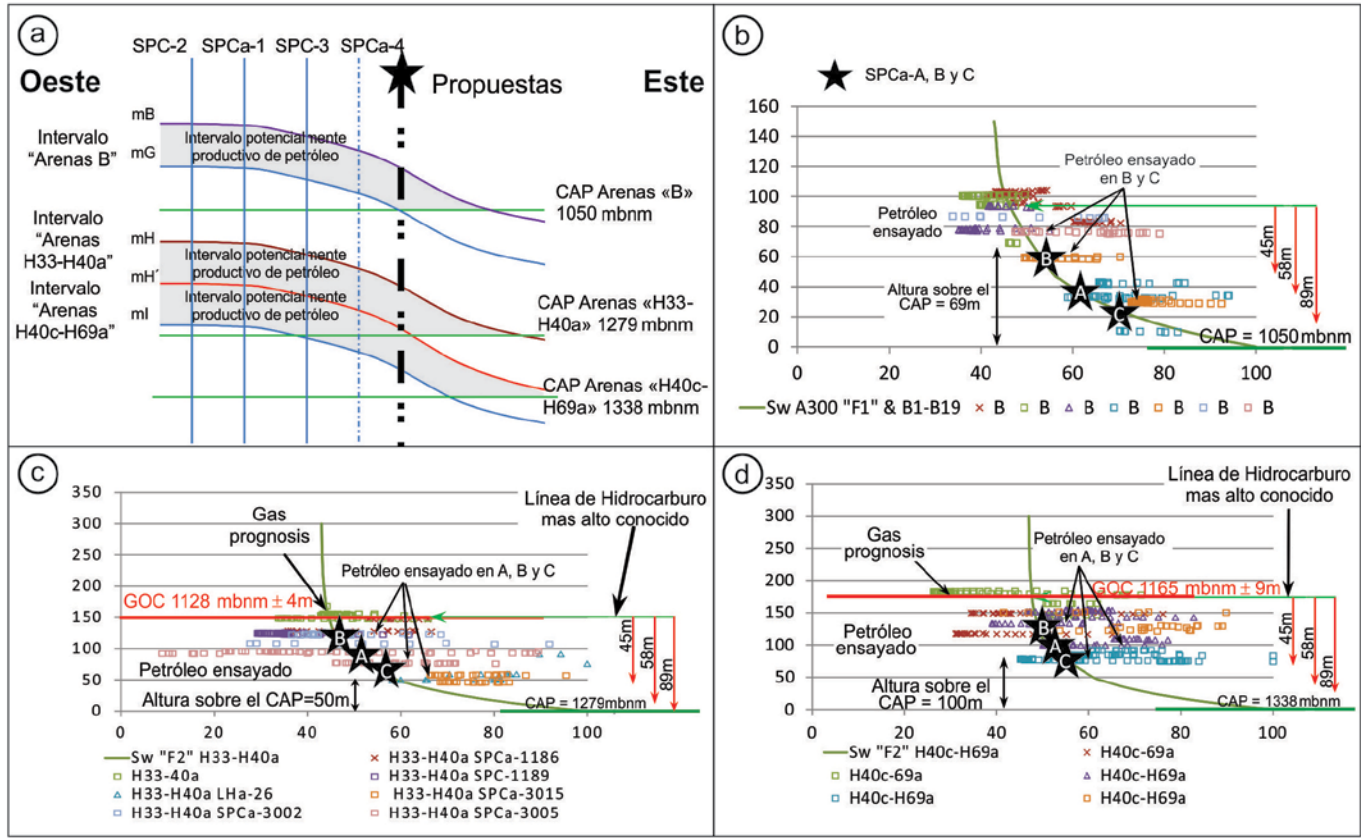 a
SPC-2 SPCa-1 SPC-3 SPCa-4
Oeste
Propuestas
Este
Intervalo
“Arenas B”
mB
mG
Intervalo potencialmente
productivo de petróleo
CAP Arenas «B»
1050 mbnm
Intervalo
“Arenas
H33-H40a”
mH
Intervalo potencialmente
productivo de petróleo
Intervalo
“Arenas
H40c-H69a”
mH´
mI
Intervalo potencialmente
productivo de petróleo
CAP Arenas «H33-
H40a» 1279 mbnm
CAP Arenas «H40c-
H69a» 1338 mbnm
b
SPCa-A, B y C
160
140
120
100
80
60
40
20
0
Petróleo ensayado
en B y C
Petróleo
ensayado
Altura sobre el
CAP = 69m
B
A
C
45m
58m
89m
CAP = 1050 mbnm
0 20 40 60 80 100
Sw A300 "F1" & B1-B19 B B B B B B B
c
350
300
250
200
150
100
50
0
Gas
prognosis
Línea de Hidrocarburo
mas alto conocido
Petróleo ensayado en A, B y C
GOC 1128 mbnm ± 4m
B
A
C
Petróleo ensayado
Altura sobre el CAP=50m
45m
58m
89m
CAP = 1279mbnm
0 20 40 60 80 100
Sw "F2" H33-H40a
H33-H40a SPCa-1186
H33-40a
H33-H40a SPC-1189
H33-H40a LHa-26
H33-H40a SPCa-3015
H33-H40a SPCa-3002
H33-H40a SPCa-3005
d
350
300
250
200
150
100
50
0
Línea de Hidrocarburo
mas alto conocido
Gas
prognosis
Petróleo ensayado
en A, B y C
GOC 1165 mbnm ± 9m
Petróleo
ensayado
B
A
C
Altura sobre el
CAP = 100m
45m
58m
89m
CAP = 1338 mbnm
0 20 40 60 80 100
Sw "F2" H40c-H69a
H40c-69a
H40c-69a
H40c-H69a
H40c-H69a
H40c-H69a